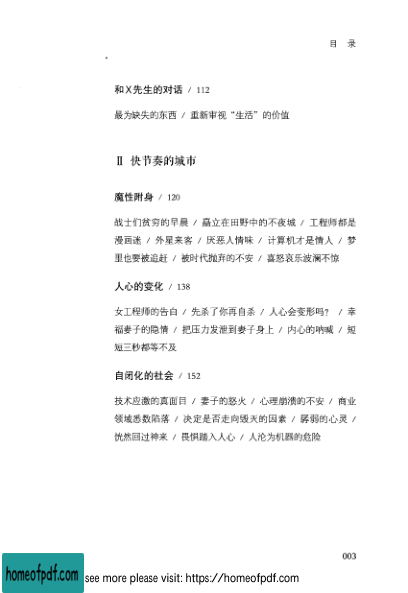 目 录
和X先生的对话 / 112
最为缺失的东西 / 重新审视“生活”的价值
Ⅱ 快节奏的城市
魔性附身 / 120
战士们贫穷的早晨 / 矗立在田野中的不夜城 / 工程师都是
漫画迷 / 外星来客 / 厌恶人情味 / 计算机才是情人 / 梦
里也要被追赶 / 被时代抛弃的不安 / 喜怒哀乐波澜不惊
人心的变化 / 138
女工程师的告白 / 先杀了你再自杀 / 人心会变形吗？ / 幸
福妻子的隐情 / 把压力发泄到妻子身上 / 内心的呐喊 / 短
短三秒都等不及
自闭化的社会 / 152
技术应激的真面目 / 妻子的怒火 / 心理崩溃的不安 / 商业
领域悉数陷落 / 决定是否走向毁灭的因素 / 孱弱的心灵 /
恍然回过神来 / 畏惧踏入人心 / 人沦为机器的危险
003
homeofpdf.com see more please visit: https://homeofpdf.com